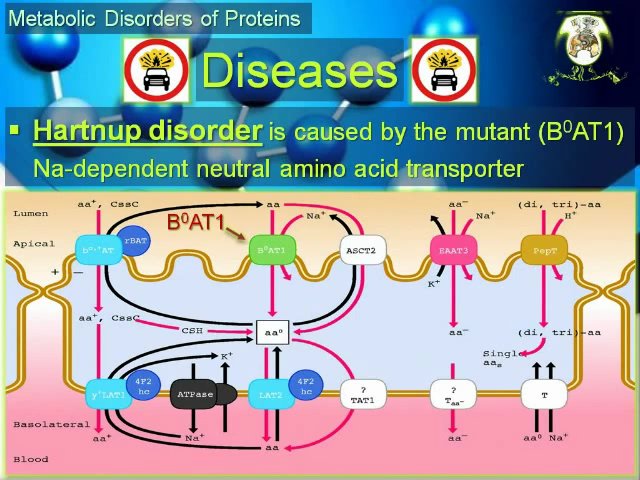 Metabolic Disorders of Proteins
Diseases
▪ Hartnup disorder is caused by the mutant (B⁰AT1)
Na-dependent neutral amino acid transporter
Lumen
aa⁺, CssC
aa
Na⁺
aa⁻
Na⁺
(di, tri)-aa
H⁺
B⁰AT1
Apical
b⁰,⁺AT
rBAT
B⁰AT1
ASCT2
EAAT3
PepT
+ −
K⁺
aa⁺, CssC
CSH
aa⁰
aa⁻
(di, tri)-aa
K⁺
Single
aas
y⁺LAT1
4F2
hc
ATPase
LAT2
4F2
hc
?
TAT1
?
Taa⁻
T
Basolateral
aa⁺
Na⁺
aa
aa⁻
aa⁰ Na⁺
Blood